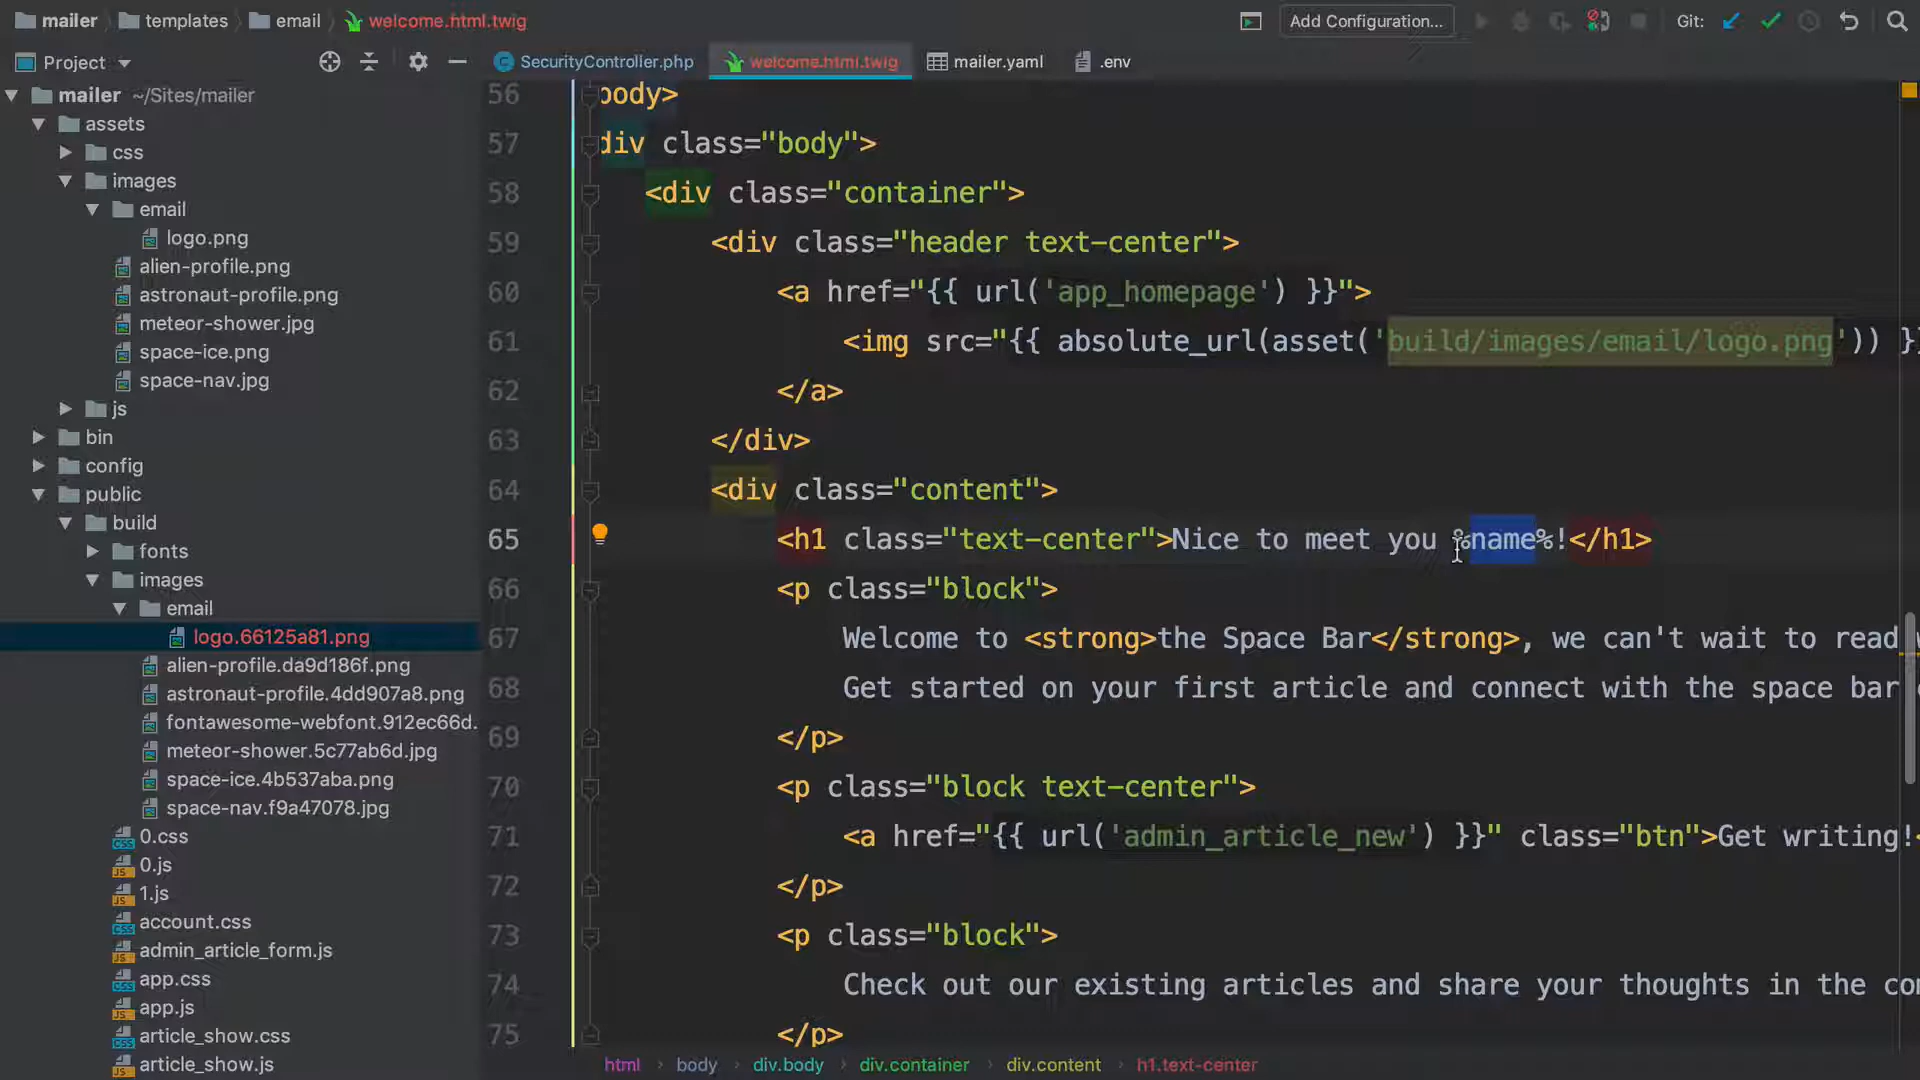 mailer templates email welcome.html.twig Add Configuration... Git:
Project SecurityController.php welcome.html.twig mailer.yaml .env
mailer ~/Sites/mailer
assets
css
images
email
logo.png
alien-profile.png
astronaut-profile.png
meteor-shower.jpg
space-ice.png
space-nav.jpg
js
bin
config
public
build
fonts
images
email
logo.66125a81.png
alien-profile.da9d186f.png
astronaut-profile.4dd907a8.png
fontawesome-webfont.912ec66d.
meteor-shower.5c77ab6d.jpg
space-ice.4b537aba.png
space-nav.f9a47078.jpg
0.css
0.js
1.js
account.css
admin_article_form.js
app.css
app.js
article_show.css
article_show.js
56 body>
57 div class="body">
58 <div class="container">
59 <div class="header text-center">
60 <a href="{{ url('app_homepage') }}">
61 <img src="{{ absolute_url(asset('build/images/email/logo.png')) }
62 </a>
63 </div>
64 <div class="content">
65 <h1 class="text-center">Nice to meet you %name%!</h1>
66 <p class="block">
67 Welcome to <strong>the Space Bar</strong>, we can't wait to read
68 Get started on your first article and connect with the space bar
69 </p>
70 <p class="block text-center">
71 <a href="{{ url('admin_article_new') }}" class="btn">Get writing!
72 </p>
73 <p class="block">
74 Check out our existing articles and share your thoughts in the
75 </p>
html body div.body div.container div.content h1.text-center